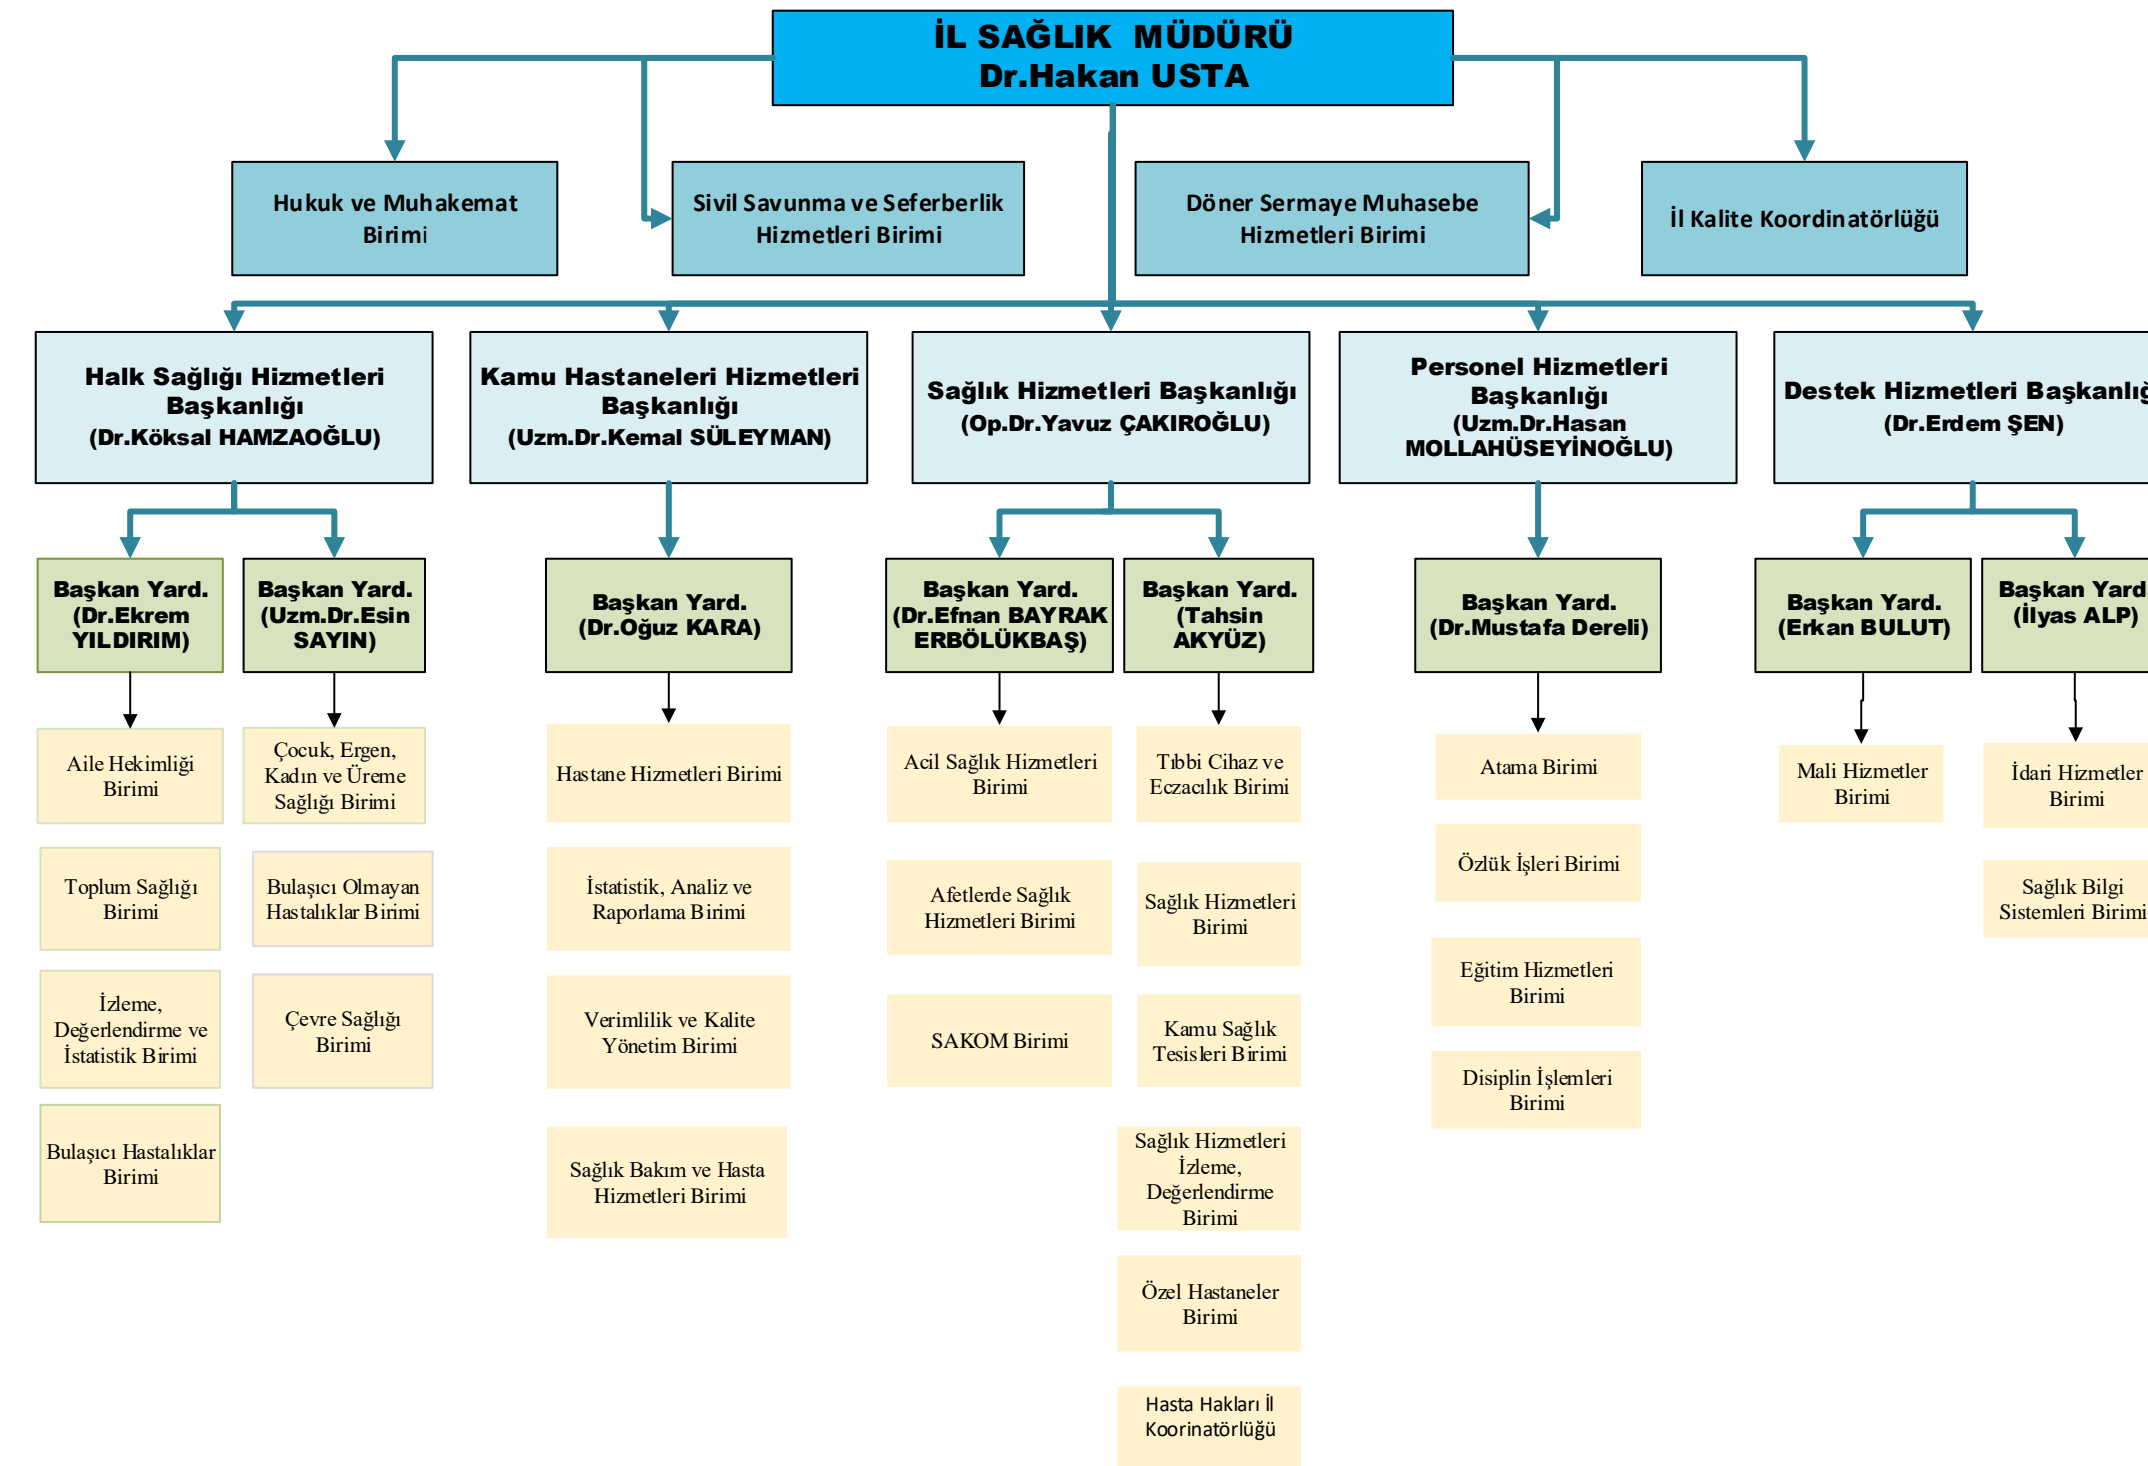 İL SAĞLIK MÜDÜRÜ
Dr.Hakan USTA
Hukuk ve Muhakemat
Birimi
Sivil Savunma ve Seferberlik
Hizmetleri Birimi
Döner Sermaye Muhasebe
Hizmetleri Birimi
İl Kalite Koordinatörlüğü
Halk Sağlığı Hizmetleri
Başkanlığı
(Dr.Köksal HAMZAOĞLU)
Kamu Hastaneleri Hizmetleri
Başkanlığı
(Uzm.Dr.Kemal SÜLEYMAN)
Sağlık Hizmetleri Başkanlığı
(Op.Dr.Yavuz ÇAKIROĞLU)
Personel Hizmetleri
Başkanlığı
(Uzm.Dr.Hasan
MOLLAHÜSEYİNOĞLU)
Destek Hizmetleri
(Dr.Erdem ŞEN)
Başkan Yard.
(Dr.Ekrem
YILDIRIM)
Başkan Yard.
(Uzm.Dr.Esin
SAYIN)
Başkan Yard.
(Dr.Oğuz KARA)
Başkan Yard.
(Dr.Efnan BAYRAK
ERBÖLÜKBAŞ)
Başkan Yard.
(Tahsin
AKYÜZ)
Başkan Yard.
(Dr.Mustafa Dereli)
Başkan Yard.
(Erkan BULUT)
Başkan Yard.
(İlyas ALP)
Aile Hekimliği
Birimi
Toplum Sağlığı
Birimi
İzleme,
Değerlendirme ve
İstatistik Birimi
Bulaşıcı Hastalıklar
Birimi
Çocuk, Ergen,
Kadın ve Üreme
Sağlığı Birimi
Bulaşıcı Olmayan
Hastalıklar Birimi
Çevre Sağlığı
Birimi
Hastane Hizmetleri Birimi
İstatistik, Analiz ve
Raporlama Birimi
Verimlilik ve Kalite
Yönetim Birimi
Sağlık Bakım ve Hasta
Hizmetleri Birimi
Acil Sağlık Hizmetleri
Birimi
Afetlerde Sağlık
Hizmetleri Birimi
SAKOM Birimi
Tıbbi Cihaz ve
Eczacılık Birimi
Sağlık Hizmetleri
Birimi
Kamu Sağlık
Tesisleri Birimi
Sağlık Hizmetleri
İzleme,
Değerlendirme
Birimi
Özel Hastaneler
Birimi
Hasta Hakları İl
Koorinatörlüğü
Atama Birimi
Özlük İşleri Birimi
Eğitim Hizmetleri
Birimi
Disiplin İşlemleri
Birimi
Mali Hizmetler
Birimi
İdari Hizmetler
Birimi
Sağlık Bilgi
Sistemleri Birimi